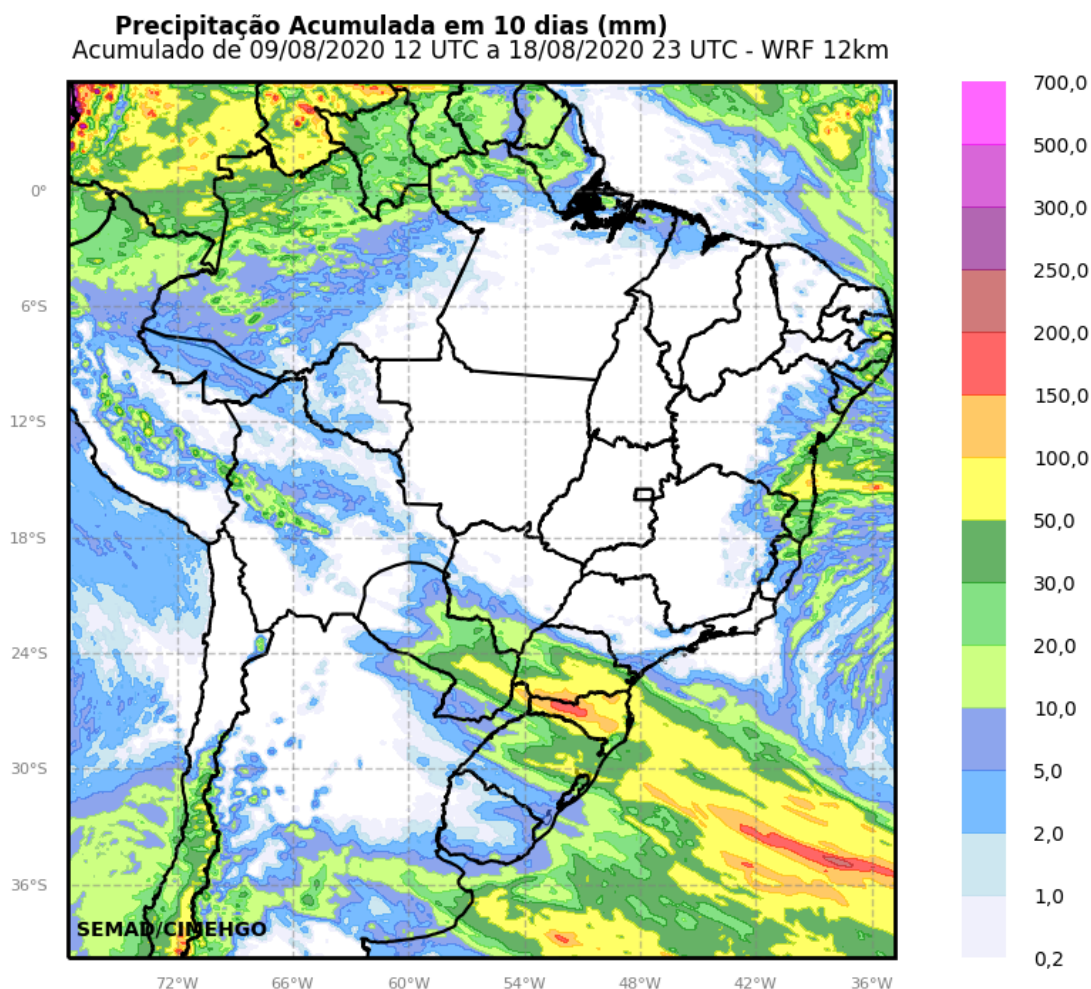 Precipitação Acumulada em 10 dias (mm)
Acumulado de 09/08/2020 12 UTC a 18/08/2020 23 UTC - WRF 12km
700,0
500,0
300,0
250,0
200,0
150,0
100,0
50,0
30,0
20,0
10,0
5,0
2,0
1,0
0,2
0°
6°S
12°S
18°S
24°S
30°S
36°S
SEMAD/CIMEHGO
72°W 66°W 60°W 54°W 48°W 42°W 36°W